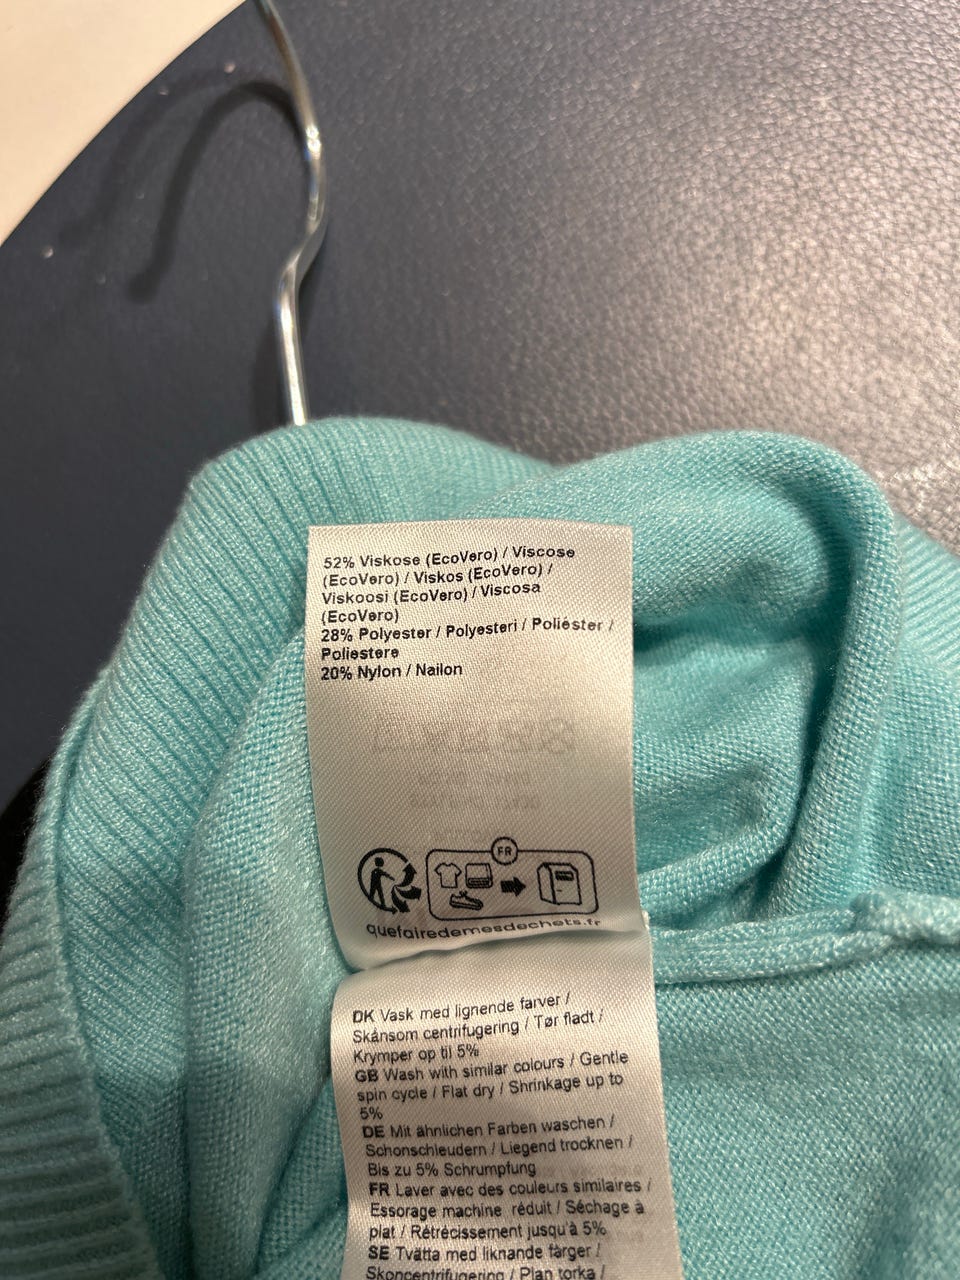 52% Viskose (EcoVero) / Viscose
(EcoVero) / Viskos (EcoVero) /
Viskoosi (EcoVero) / Viscosa
(EcoVero)
28% Polyester / Polyesteri / Poliéster /
Poliestere
20% Nylon / Nailon
FR
quefairedemesdechets.fr
DK Vask med lignende farver /
Skånsom centrifugering / Tør fladt /
Krymper op til 5%
GB Wash with similar colours / Gentle
spin cycle / Flat dry / Shrinkage up to
5%
DE Mit ähnlichen Farben waschen /
Schonschleudern / Liegend trocknen /
Bis zu 5% Schrumpfung
FR Laver avec des couleurs similaires /
Essorage machine réduit / Séchage à
plat / Rétrécissement jusqu'à 5%
SE Tvätta med liknande färger /
Skoncentrifugering / Plan torka /